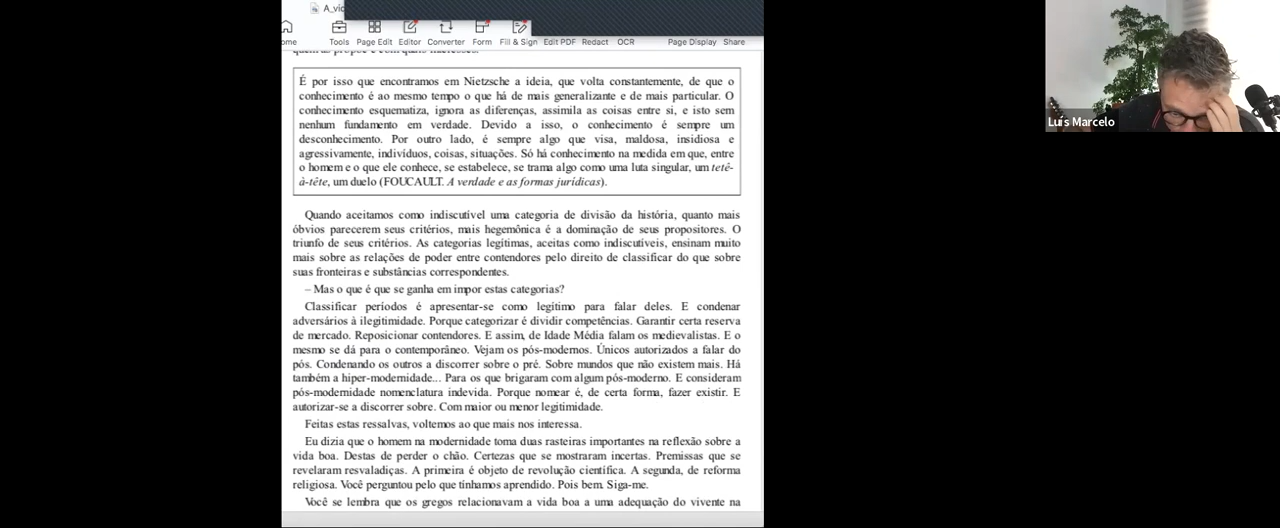 A_vid
ome Tools Page Edit Editor Converter Form Fill & Sign Edit PDF Redact OCR Page Display Share
Luís Marcelo
É por isso que encontramos em Nietzsche a ideia, que volta constantemente, de que o
conhecimento é ao mesmo tempo o que há de mais generalizante e de mais particular. O
conhecimento esquematiza, ignora as diferenças, assimila as coisas entre si, e isto sem
nenhum fundamento em verdade. Devido a isso, o conhecimento é sempre um
desconhecimento. Por outro lado, é sempre algo que visa, maldosa, insidiosa e
agressivamente, indivíduos, coisas, situações. Só há conhecimento na medida em que, entre
o homem e o que ele conhece, se estabelece, se trama algo como uma luta singular, um tetê-
à-tête, um duelo (FOUCAULT. A verdade e as formas jurídicas).
Quando aceitamos como indiscutível uma categoria de divisão da história, quanto mais
óbvios parecerem seus critérios, mais hegemônica é a dominação de seus propositores. O
triunfo de seus critérios. As categorias legítimas, aceitas como indiscutíveis, ensinam muito
mais sobre as relações de poder entre contendores pelo direito de classificar do que sobre
suas fronteiras e substâncias correspondentes.
– Mas o que é que se ganha em impor estas categorias?
Classificar períodos é apresentar-se como legítimo para falar deles. E condenar
adversários à ilegitimidade. Porque categorizar é dividir competências. Garantir certa reserva
de mercado. Reposicionar contendores. E assim, de Idade Média falam os medievalistas. E o
mesmo se dá para o contemporâneo. Vejam os pós-modernos. Únicos autorizados a falar do
pós. Condenando os outros a discorrer sobre o pré. Sobre mundos que não existem mais. Há
também a hiper-modernidade... Para os que brigaram com algum pós-moderno. E consideram
pós-modernidade nomenclatura indevida. Porque nomear é, de certa forma, fazer existir. E
autorizar-se a discorrer sobre. Com maior ou menor legitimidade.
Feitas estas ressalvas, voltemos ao que mais nos interessa.
Eu dizia que o homem na modernidade toma duas rasteiras importantes na reflexão sobre a
vida boa. Destas de perder o chão. Certezas que se mostraram incertas. Premissas que se
revelaram resvaladiças. A primeira é objeto de revolução científica. A segunda, de reforma
religiosa. Você perguntou pelo que tínhamos aprendido. Pois bem. Siga-me.
Você se lembra que os gregos relacionavam a vida boa a uma adequação do vivente na